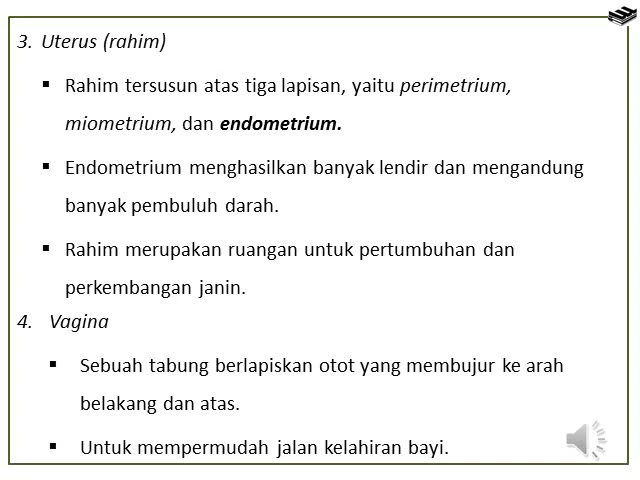 3. Uterus (rahim)
▪ Rahim tersusun atas tiga lapisan, yaitu perimetrium,
miometrium, dan endometrium.
▪ Endometrium menghasilkan banyak lendir dan mengandung
banyak pembuluh darah.
▪ Rahim merupakan ruangan untuk pertumbuhan dan
perkembangan janin.
4. Vagina
▪ Sebuah tabung berlapiskan otot yang membujur ke arah
belakang dan atas.
▪ Untuk mempermudah jalan kelahiran bayi.